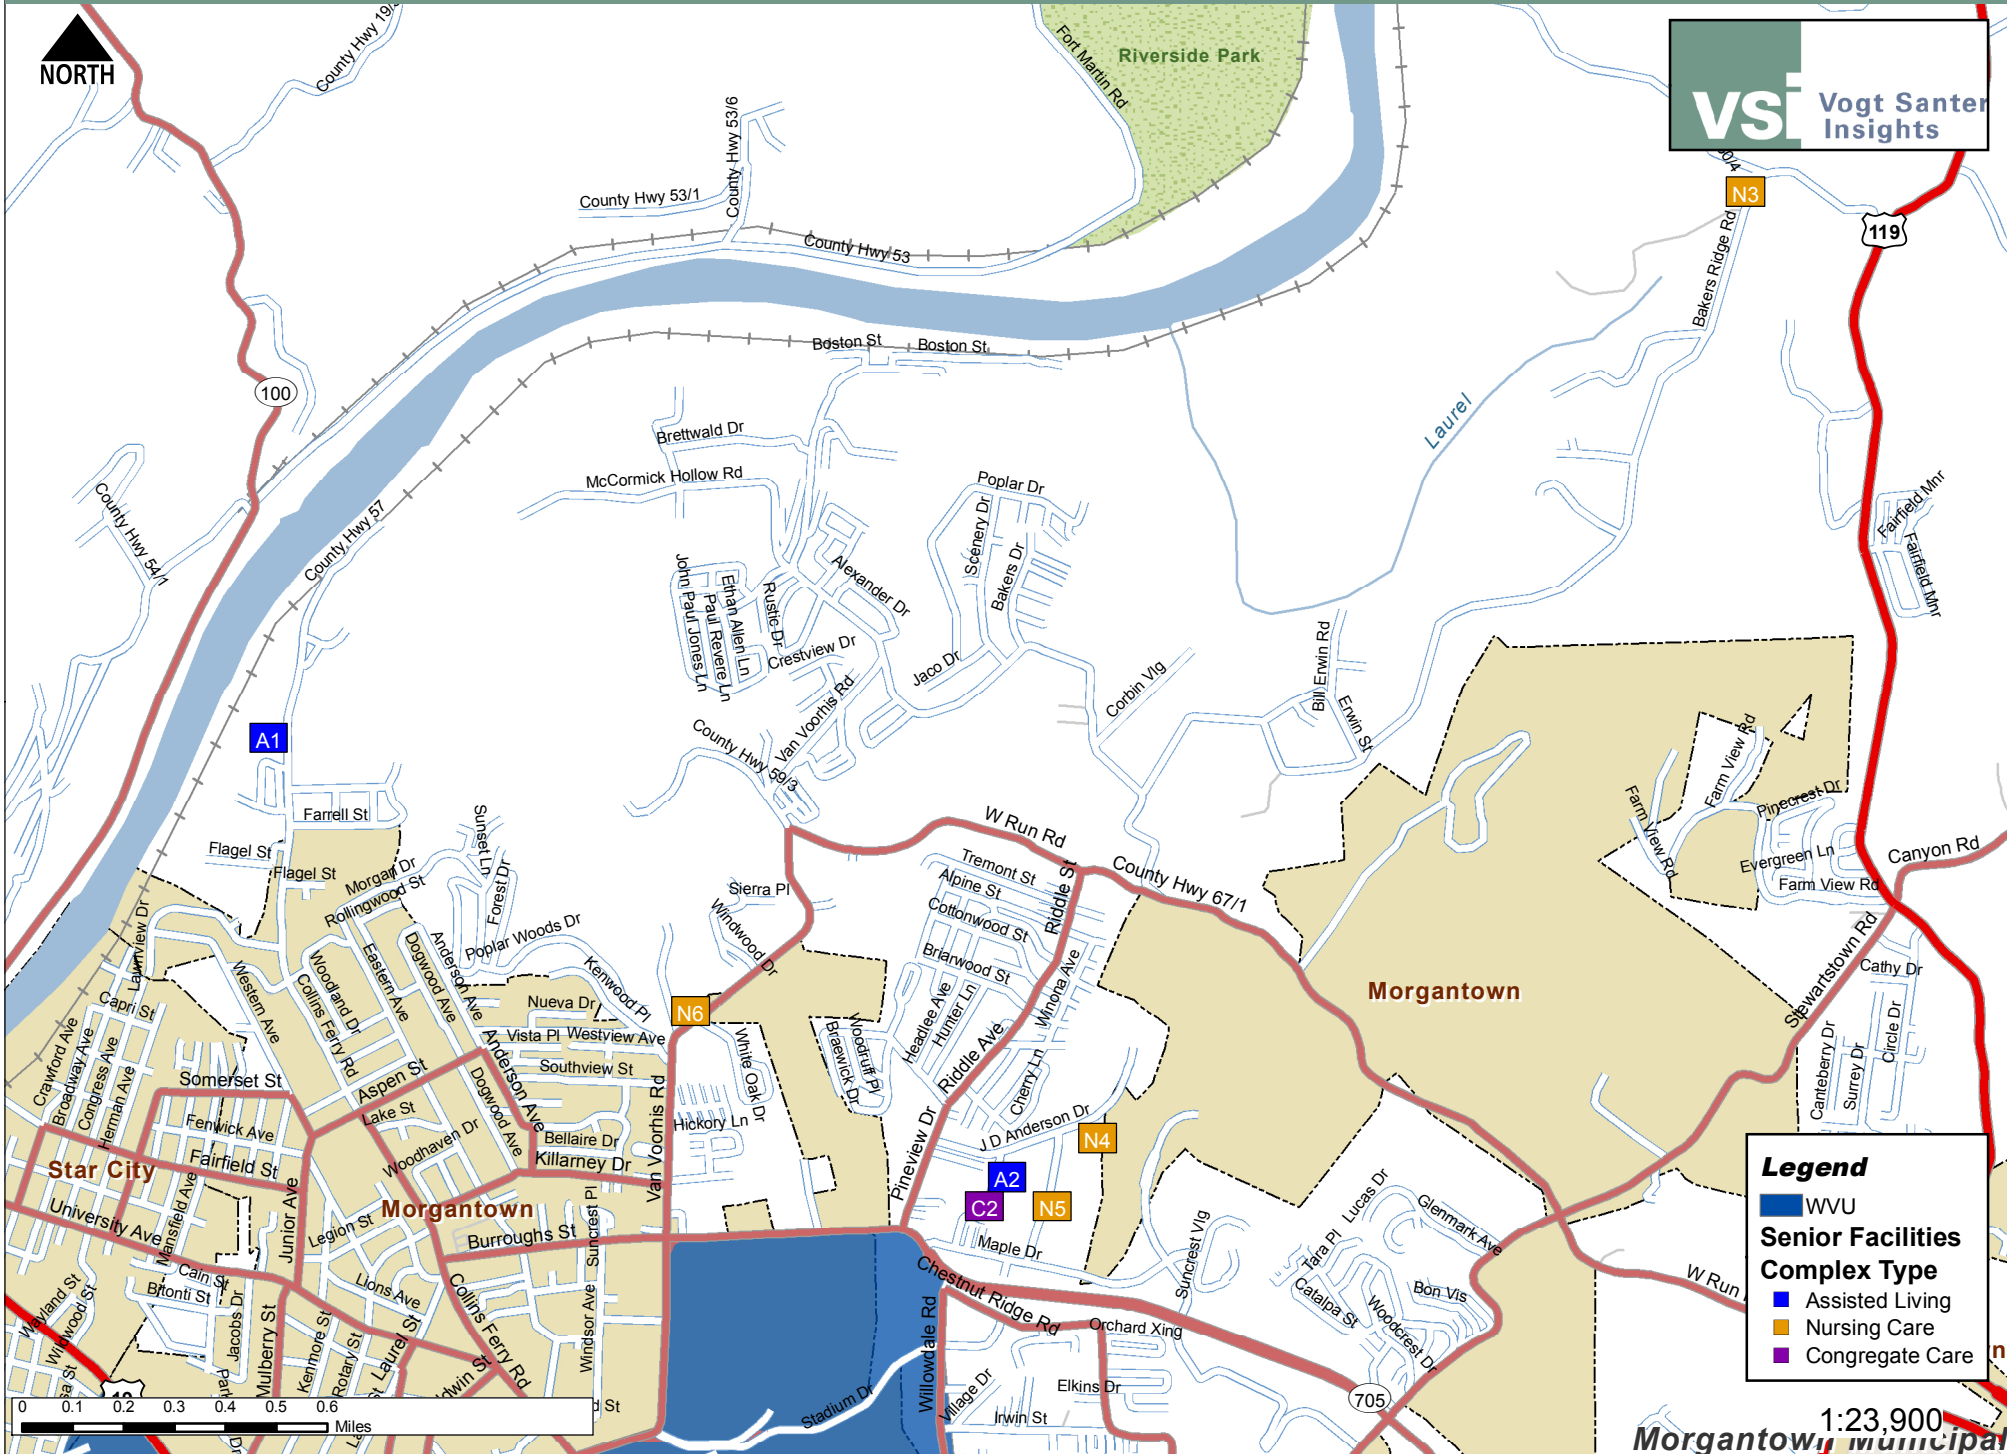 NORTH
County Hwy 19/
Fort Martin Rd
Riverside Park
vsi
Vogt Santer
Insights
County Hwy 53/6
County Hwy 53/1
County Hwy 53
0/4
N3
119
Bakers Ridge Rd
Boston St
Boston St
100
Laurel
Brettwald Dr
McCormick Hollow Rd
Poplar Dr
Scenery Dr
Bakers Dr
County Hwy 54/1
County Hwy 57
Fairfield Mnr
Fairfield Mnr
John Paul Jones Ln
Paul Revere Ln
Ethan Allen Ln
Rustic Dr
Alexander Dr
Crestview Dr
Jaco Dr
Van Voorhis Rd
County Hwy 59/3
Corbin Vlg
Bill Erwin Rd
Erwin St
A1
Farm View Rd
Farm View Rd
Pinecrest Dr
Evergreen Ln
Farm View Rd
Canyon Rd
Farrell St
Flagel St
Flagel St
Morgan Dr
Rollingwood St
Sunset Ln
Forest Dr
Poplar Woods Dr
Kenwood Pl
Sierra Pl
Windwood Dr
W Run Rd
Tremont St
Alpine St
Cottonwood St
Briarwood St
Riddle St
County Hwy 67/1
Lawnview Dr
Capri St
Western Ave
Woodland Dr
Collins Ferry Rd
Eastern Ave
Dogwood Ave
Anderson Ave
Nueva Dr
Vista Pl
Westview Ave
Southview St
N6
White Oak Dr
Braewick Dr
Woodruff Pl
Headlee Ave
Hunter Ln
Riddle Ave
Winona Ave
Cherry Ln
Morgantown
Stewartstown Rd
Cathy Dr
Circle Dr
Surrey Dr
Canteberry Dr
Crawford Ave
Broadway Ave
Congress Ave
Herman Ave
Somerset St
Aspen St
Lake St
Anderson Ave
Dogwood Ave
Fenwick Ave
Fairfield St
Woodhaven Dr
Bellaire Dr
Killarney Dr
Van Voorhis Rd
Hickory Ln
Pineview Dr
J D Anderson Dr
N4
A2
C2
N5
Star City
University Ave
Mansfield Ave
Junior Ave
Legion St
Morgantown
Burroughs St
Suncrest Pl
Maple Dr
Suncrest Vlg
Lucas Dr
Tara Pl
Glenmark Ave
Catalpa St
Woodcrest Dr
Bon Vis
W Run
Cain St
Bitonti St
Jacobs Dr
Wayland St
Wildwood St
Mulberry St
Kenmore St
Rotary St
Laurel St
Lions Ave
Collins Ferry Rd
Windsor Ave
Chestnut Ridge Rd
Willowdale Rd
Village Dr
Stadium Dr
Orchard Xing
Elkins Dr
Irwin St
705
Legend
WVU
Senior Facilities
Complex Type
Assisted Living
Nursing Care
Congregate Care
0 0.1 0.2 0.3 0.4 0.5 0.6
Miles
1:23,900
Morgantown Municipal